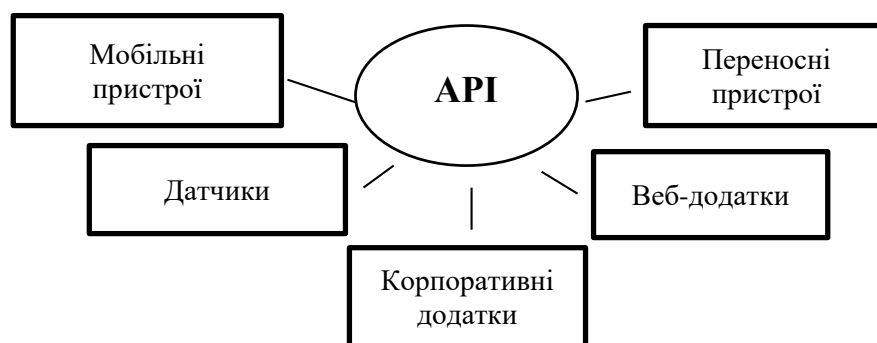 Мобільні
пристрої
API
Переносні
пристрої
Датчики
Веб-додатки
Корпоративні
додатки